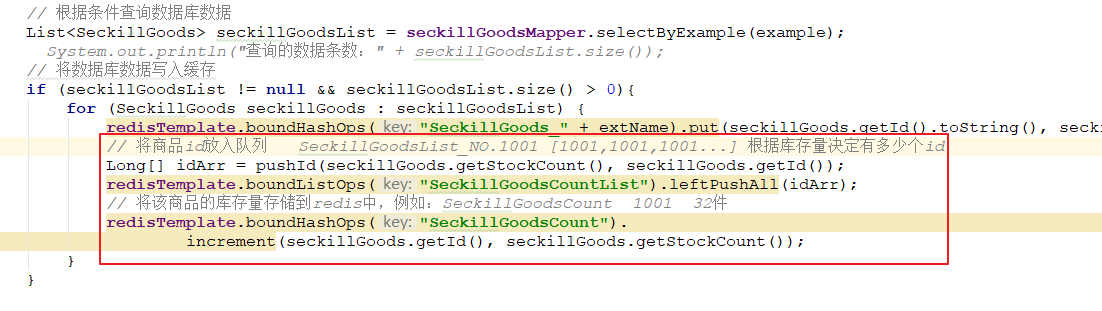 // 根据条件查询数据库数据
List<SeckillGoods> seckillGoodsList = seckillGoodsMapper.selectByExample(example);
System.out.println("查询的数据条数：" + seckillGoodsList.size());
// 将数据库数据写入缓存
if (seckillGoodsList != null && seckillGoodsList.size() > 0){
for (SeckillGoods seckillGoods : seckillGoodsList) {
redisTemplate.boundHashOps( key: "SeckillGoods_" + extName).put(seckillGoods.getId().toString(), seckil
// 将商品id放入队列 SeckillGoodsList_NO.1001 [1001,1001,1001...] 根据库存量决定有多少个id
Long[] idArr = pushId(seckillGoods.getStockCount(), seckillGoods.getId());
redisTemplate.boundListOps( key: "SeckillGoodsCountList").leftPushAll(idArr);
// 将该商品的库存量存储到redis中，例如：SeckillGoodsCount 1001 32件
redisTemplate.boundHashOps( key: "SeckillGoodsCount").
increment(seckillGoods.getId(), seckillGoods.getStockCount());
}
}